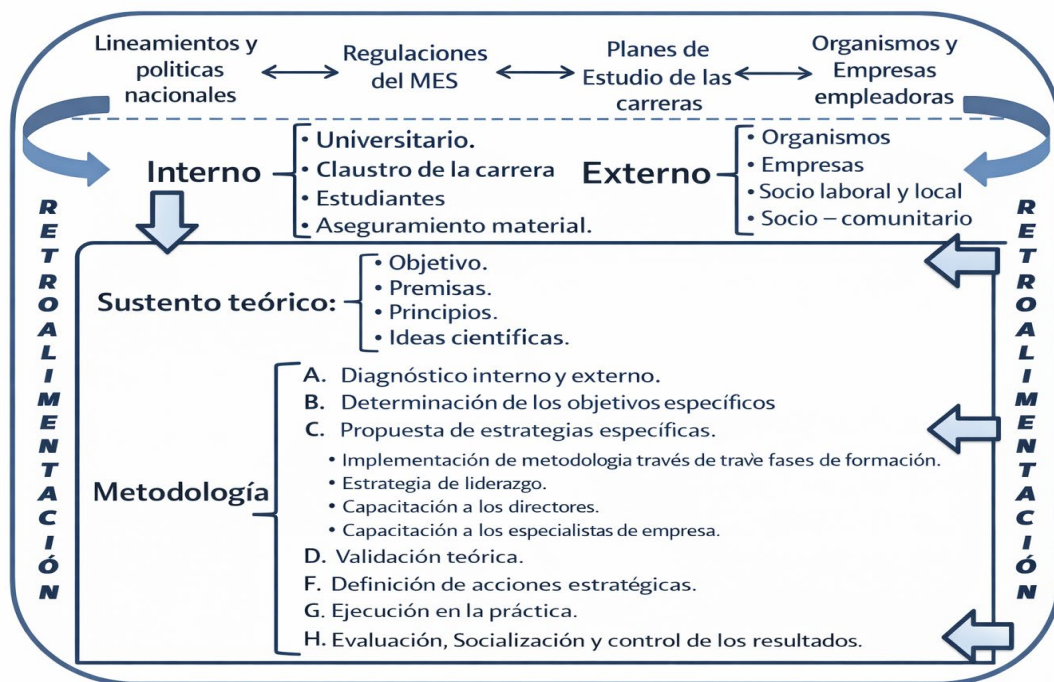 Lineamientos y
politicas
nacionales
Regulaciones
del MES
Planes de
Estudio de las
carreras
Organismos y
Empresas
empleadoras
Interno
• Universitario.
• Claustro de la carrera
• Estudiantes
• Aseguramiento material.
Externo
• Organismos
• Empresas
• Socio laboral y local
• Socio – comunitario
RETROALIMENTACIÓN
Sustento teórico:
• Objetivo.
• Premisas.
• Principios.
• Ideas científicas.
Metodología
A. Diagnóstico interno y externo.
B. Determinación de los objetivos específicos
C. Propuesta de estrategias específicas.
• Implementación de metodologia través de travè fases de formación.
• Estrategia de liderazgo.
• Capacitación a los directores.
• Capacitación a los especialistas de empresa.
D. Validación teórica.
F. Definición de acciones estratégicas.
G. Ejecución en la práctica.
H. Evaluación, Socialización y control de los resultados.
RETROALIMENTACIÓN